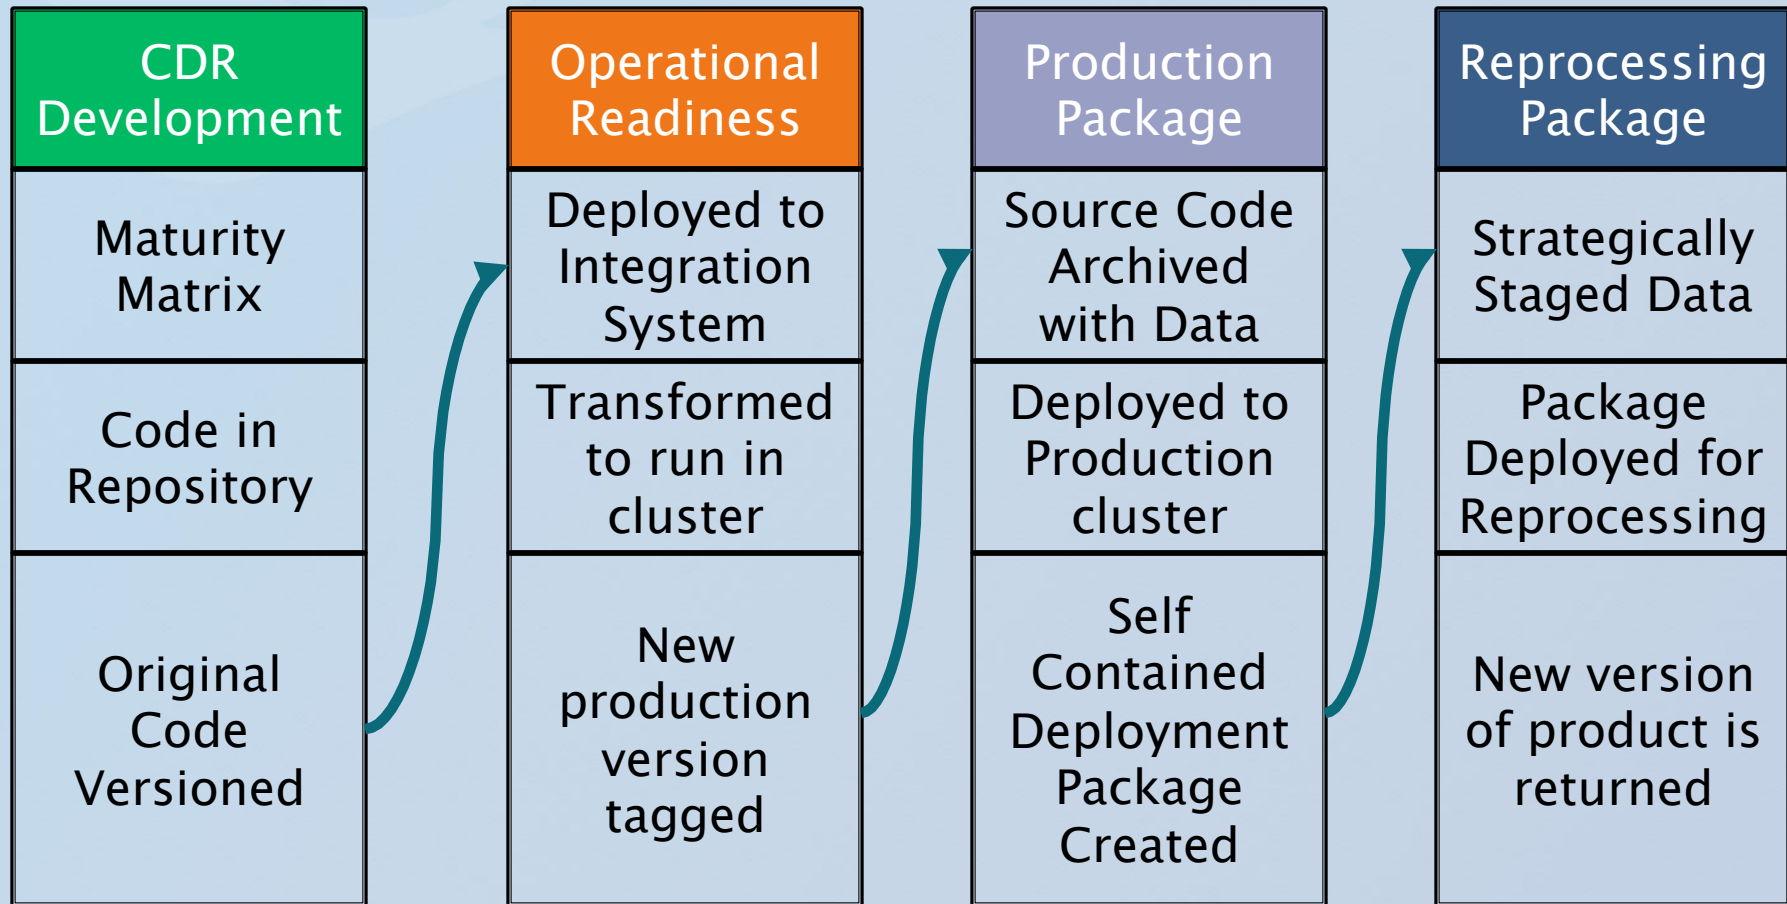 CDR
Development
Maturity
Matrix
Code in
Repository
Original
Code
Versioned
Operational
Readiness
Deployed to
Integration
System
Transformed
to run in
cluster
New
production
version
tagged
Production
Package
Source Code
Archived
with Data
Deployed to
Production
cluster
Self
Contained
Deployment
Package
Created
Reprocessing
Package
Strategically
Staged Data
Package
Deployed for
Reprocessing
New version
of product is
returned